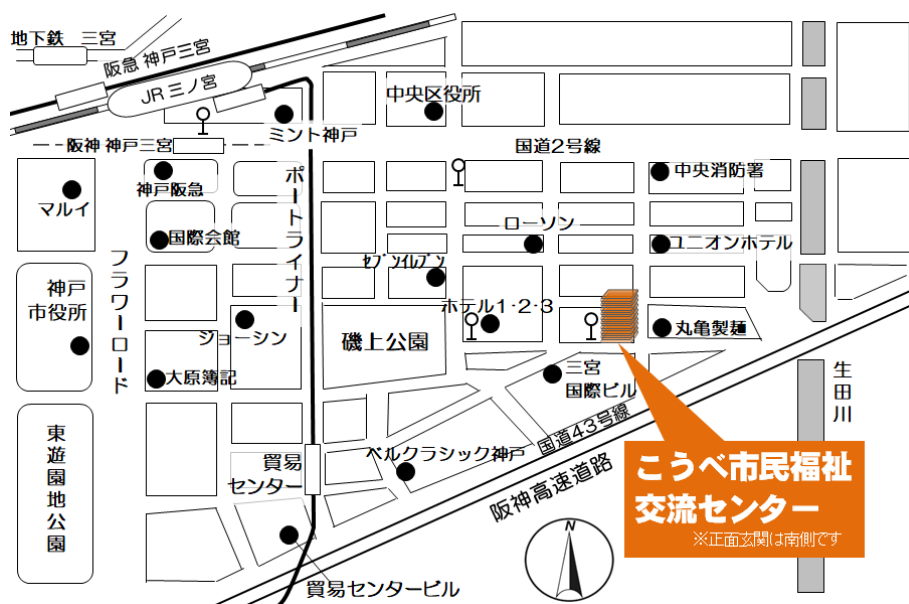 地下鉄 三宮
阪急 神戸三宮
JR 三ノ宮
中央区役所
ミント神戸
阪神 神戸三宮
国道2号線
神戸阪急
マルイ
中央消防署
ポートライナー
国際会館
ローソン
ユニオンホテル
フラワーロード
セブンイレブン
神戸
市役所
ホテル1・2・3
ジョーシン
磯上公園
丸亀製麺
大原簿記
三宮
国際ビル
生田川
国道43号線
東遊園地公園
貿易
センター
ベルクラシック神戸
阪神高速道路
こうべ市民福祉
交流センター
※正面玄関は南側です
N
貿易センタービル